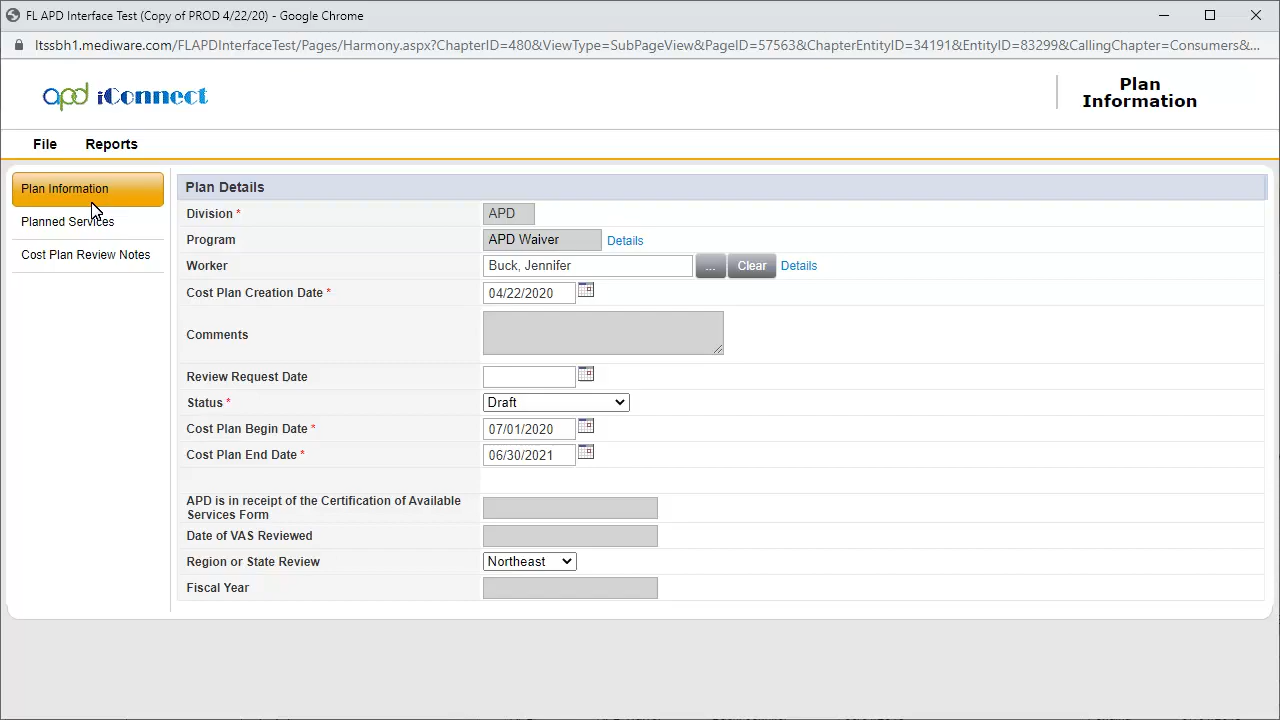 FL APD Interface Test (Copy of PROD 4/22/20) - Google Chrome
ltssbh1.mediware.com/FLAPDInterfaceTest/Pages/Harmony.aspx?ChapterID=480&ViewType=SubPageView&PageID=57563&ChapterEntityID=34191&EntityID=83299&CallingChapter=Consumers&...
apd iConnect
Plan
Information
File Reports
Plan Information
Planned Services
Cost Plan Review Notes
Plan Details
Division * APD
Program APD Waiver Details
Worker Buck, Jennifer ... Clear Details
Cost Plan Creation Date * 04/22/2020
Comments
Review Request Date
Status * Draft
Cost Plan Begin Date * 07/01/2020
Cost Plan End Date * 06/30/2021
APD is in receipt of the Certification of Available
Services Form
Date of VAS Reviewed
Region or State Review Northeast
Fiscal Year